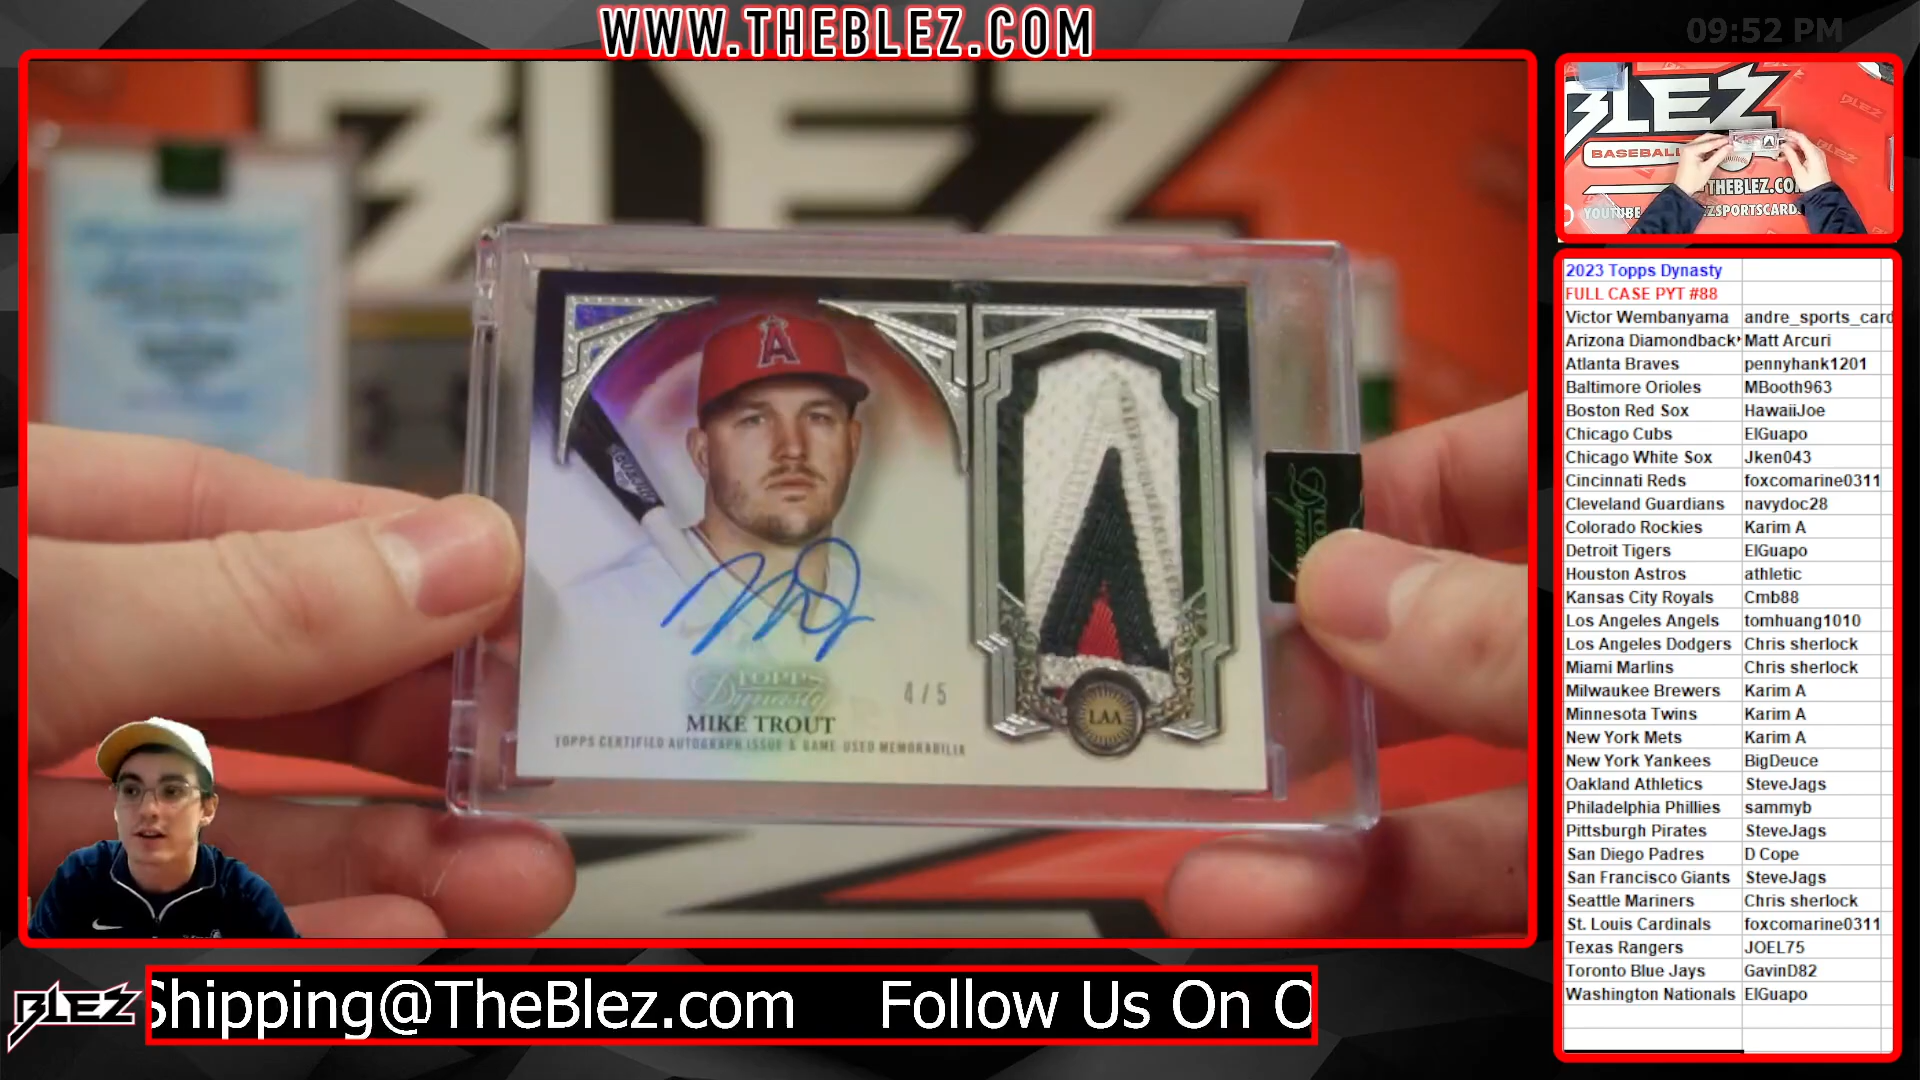 WWW.THEBLEZ.COM
09:52 PM
BLEZ
A
TOPPS
Dynasty
4/5
MIKE TROUT
TOPPS CERTIFIED AUTOGRAPH ISSUE & GAME-USED MEMORABILIA
LAA
BLEZ
BASEBALL
THEBLEZ.CO
YOUTUBE
EZSPORTSCARD
2023 Topps Dynasty
FULL CASE PYT #88
Victor Wembanyama andre_sports_card
Arizona Diamondback Matt Arcuri
Atlanta Braves pennyhank1201
Baltimore Orioles MBooth963
Boston Red Sox HawaiiJoe
Chicago Cubs ElGuapo
Chicago White Sox Jken043
Cincinnati Reds foxcomarine0311
Cleveland Guardians navydoc28
Colorado Rockies Karim A
Detroit Tigers ElGuapo
Houston Astros athletic
Kansas City Royals Cmb88
Los Angeles Angels tomhuang1010
Los Angeles Dodgers Chris sherlock
Miami Marlins Chris sherlock
Milwaukee Brewers Karim A
Minnesota Twins Karim A
New York Mets Karim A
New York Yankees BigDeuce
Oakland Athletics SteveJags
Philadelphia Phillies sammyb
Pittsburgh Pirates SteveJags
San Diego Padres D Cope
San Francisco Giants SteveJags
Seattle Mariners Chris sherlock
St. Louis Cardinals foxcomarine0311
Texas Rangers JOEL75
Toronto Blue Jays GavinD82
Washington Nationals ElGuapo
BLEZ
Shipping@TheBlez.com Follow Us On